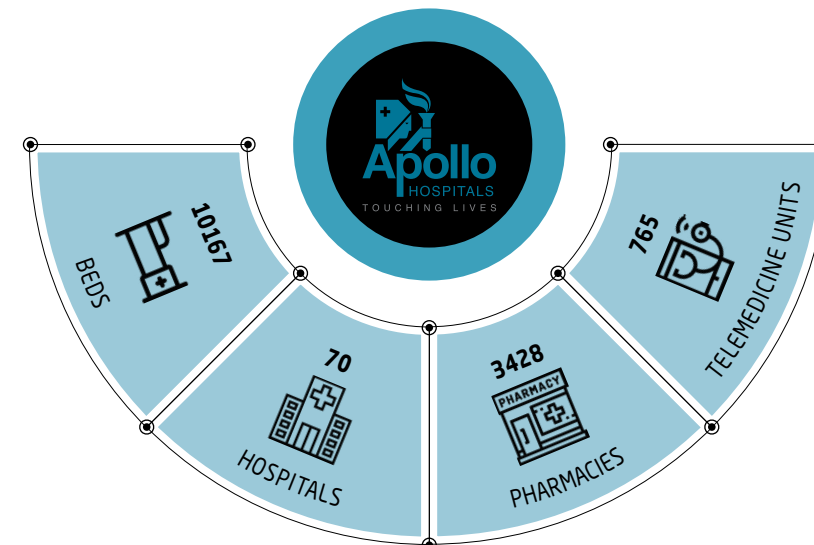 Apollo
HOSPITALS
TOUCHING LIVES
10167
BEDS
70
HOSPITALS
3428
PHARMACY
PHARMACIES
765
TELEMEDICINE UNITS